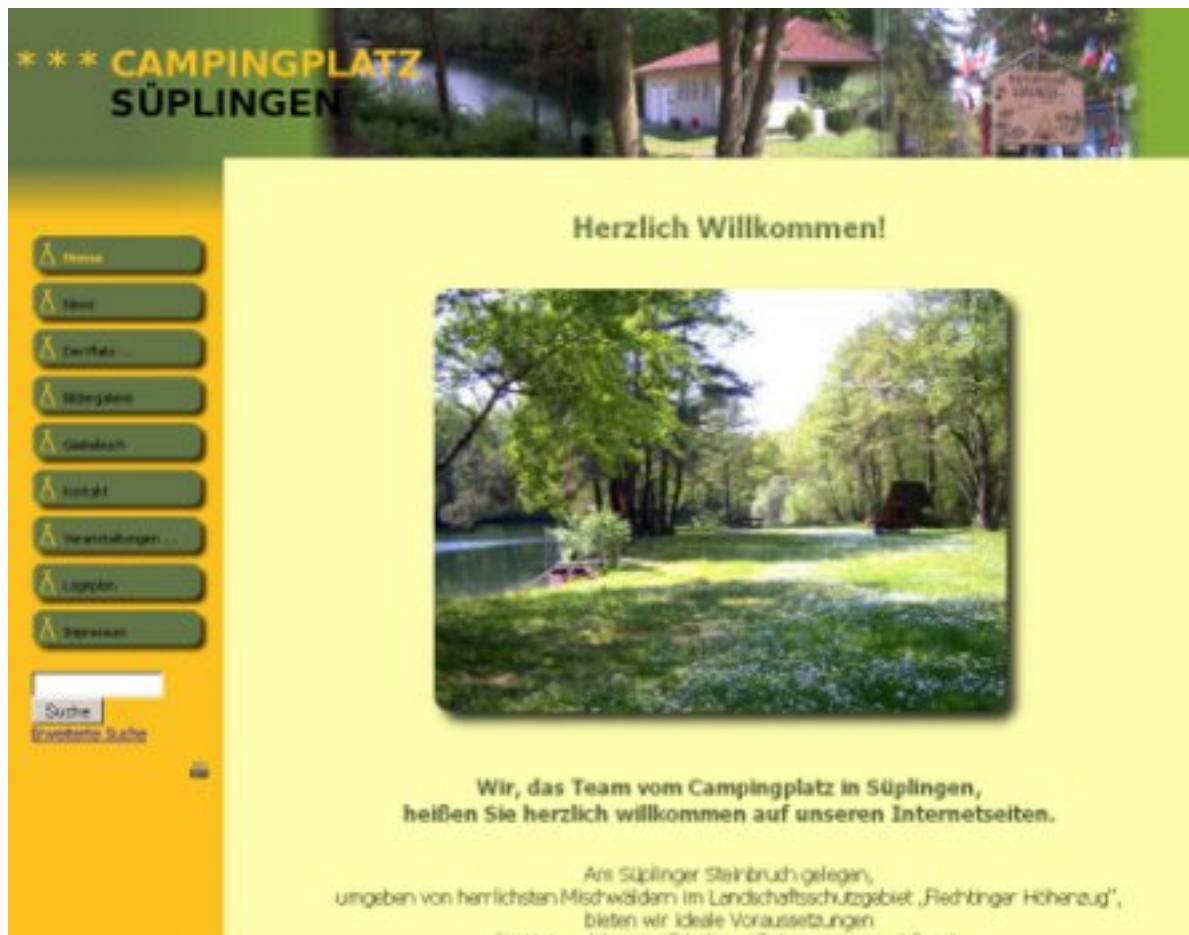 * * * CAMPINGPLATZ
SÜPLINGEN
Herzlich Willkommen!
Home
News
Der Platz ...
Bildergalerie
Gästebuch
Kontakt
Veranstaltungen ...
Lageplan
Impressum
Suche
Erweiterte Suche
Wir, das Team vom Campingplatz in Süplingen,
heißen Sie herzlich willkommen auf unseren Internetseiten.
Am Süplinger Steinbruch gelegen,
umgeben von herrlichsten Mischwäldern im Landschaftsschutzgebiet „Flechtinger Höhenzug",
bieten wir ideale Voraussetzungen